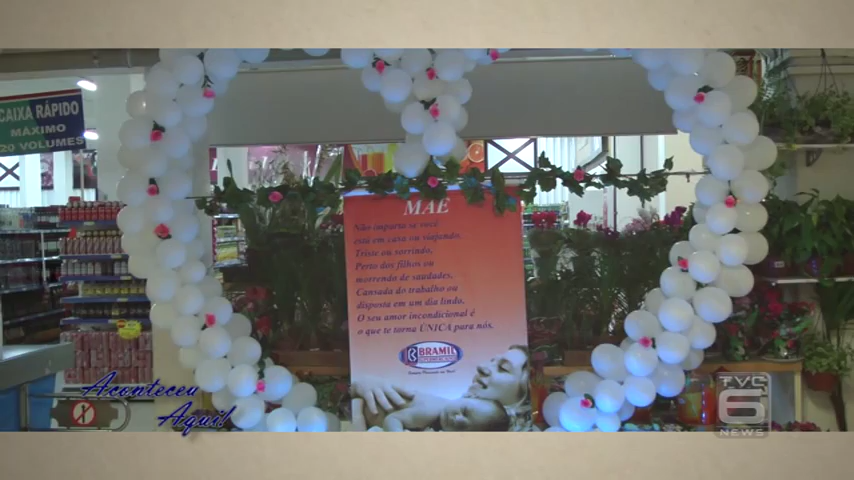 CAIXA RÁPIDO
MÁXIMO
20 VOLUMES
MÃE
Não importa se você
está em casa ou viajando.
Triste ou sorrindo,
Perto dos filhos ou
morrendo de saudades.
Cansada do trabalho ou
disposta em um dia lindo.
O seu amor incondicional é
o que te torna ÚNICA para nós.
BRAMIL
Aconteceu
Aqui!
TVC
6
NEWS